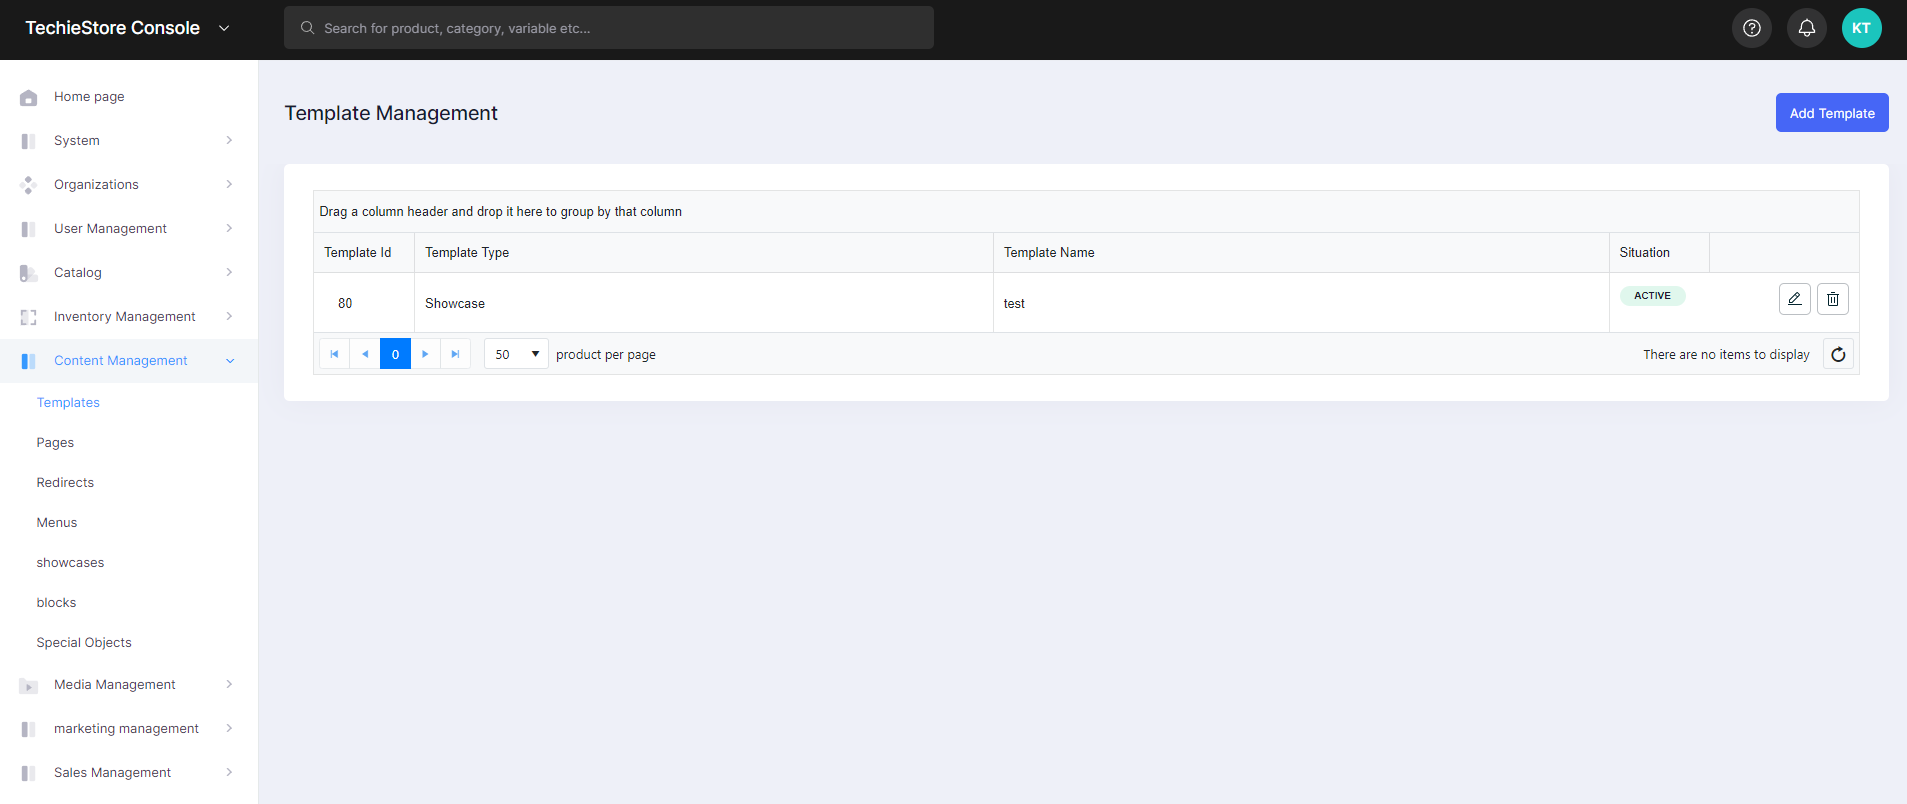 TechieStore Console
Search for product, category, variable etc...
KT
Home page
System
Organizations
User Management
Catalog
Inventory Management
Content Management
Templates
Pages
Redirects
Menus
showcases
blocks
Special Objects
Media Management
marketing management
Sales Management
Template Management
Add Template
Drag a column header and drop it here to group by that column
Template Id Template Type Template Name Situation
80 Showcase test ACTIVE
0 50 product per page There are no items to display